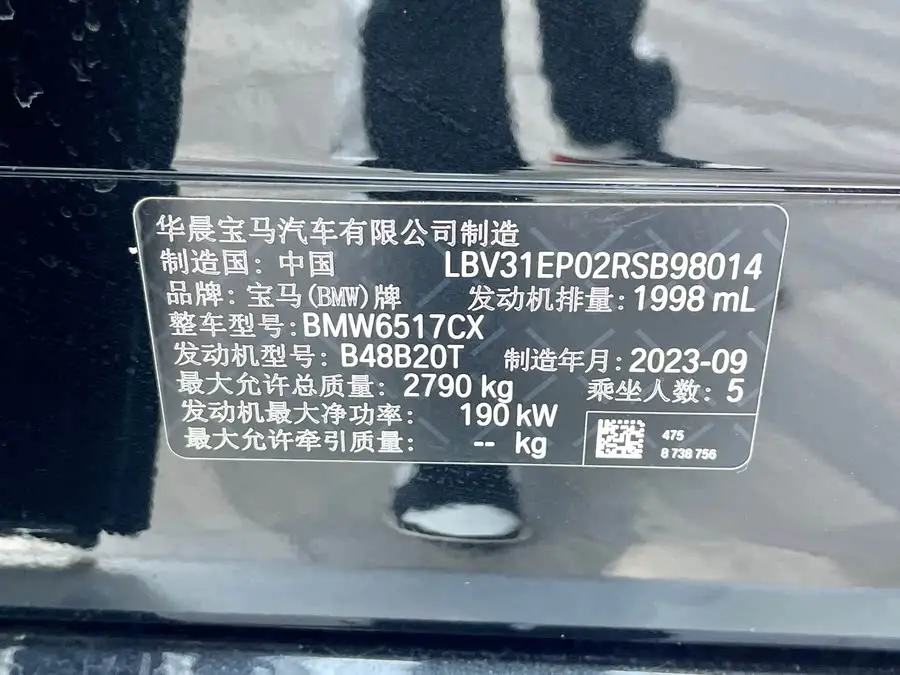 华晨宝马汽车有限公司制造
制造国：中国 LBV31EP02RSB98014
品牌：宝马(BMW)牌 发动机排量：1998 mL
整车型号：BMW6517CX
发动机型号：B48B20T 制造年月：2023-09
最大允许总质量：2790 kg 乘坐人数：5
发动机最大净功率：190 kW
最大允许牵引质量：-- kg
475
8 738 756